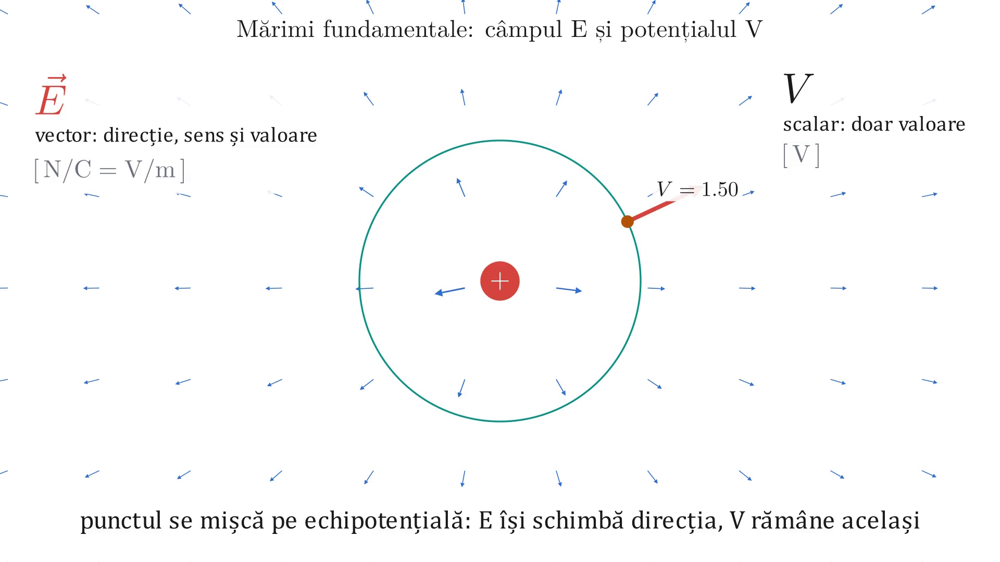 Mărimi fundamentale: câmpul E și potențialul V
$\vec{E}$
vector: direcție, sens și valoare
[ N/C = V/m ]
V
scalar: doar valoare
[ V ]
V = 1.50
+
punctul se mișcă pe echipotențială: E își schimbă direcția, V rămâne același